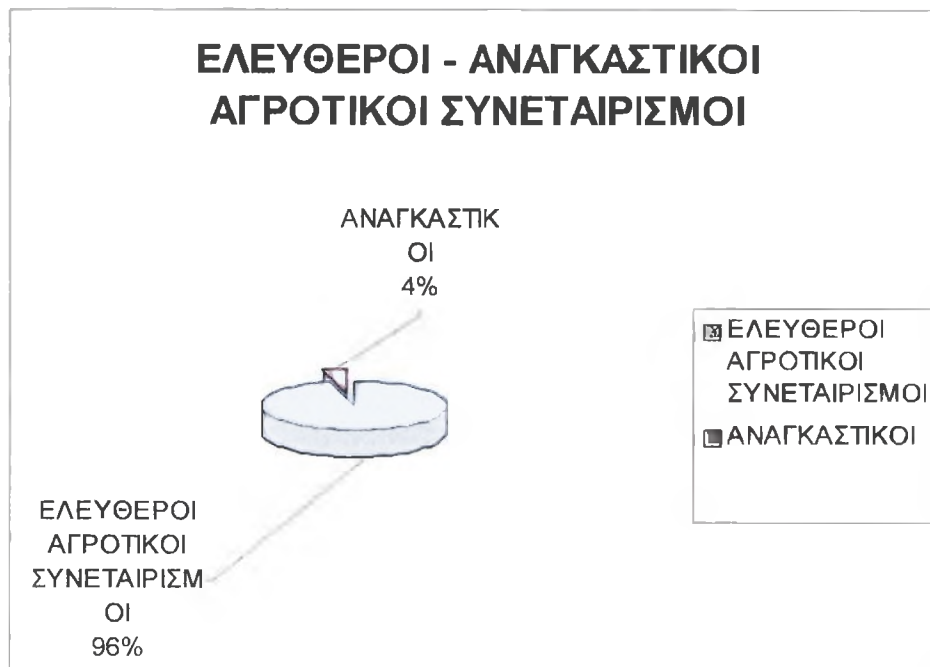 ΕΛΕΥΘΕΡΟΙ - ΑΝΑΓΚΑΣΤΙΚΟΙ
ΑΓΡΟΤΙΚΟΙ ΣΥΝΕΤΑΙΡΙΣΜΟΙ
ΑΝΑΓΚΑΣΤΙΚ
ΟΙ
4%
ΕΛΕΥΘΕΡΟΙ
ΑΓΡΟΤΙΚΟΙ
ΣΥΝΕΤΑΙΡΙΣΜΟΙ
ΑΝΑΓΚΑΣΤΙΚΟΙ
ΕΛΕΥΘΕΡΟΙ
ΑΓΡΟΤΙΚΟΙ
ΣΥΝΕΤΑΙΡΙΣΜ
ΟΙ
96%